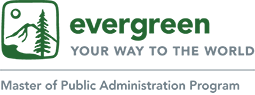 evergreen
YOUR WAY TO THE WORLD
Master of Public Administration Program